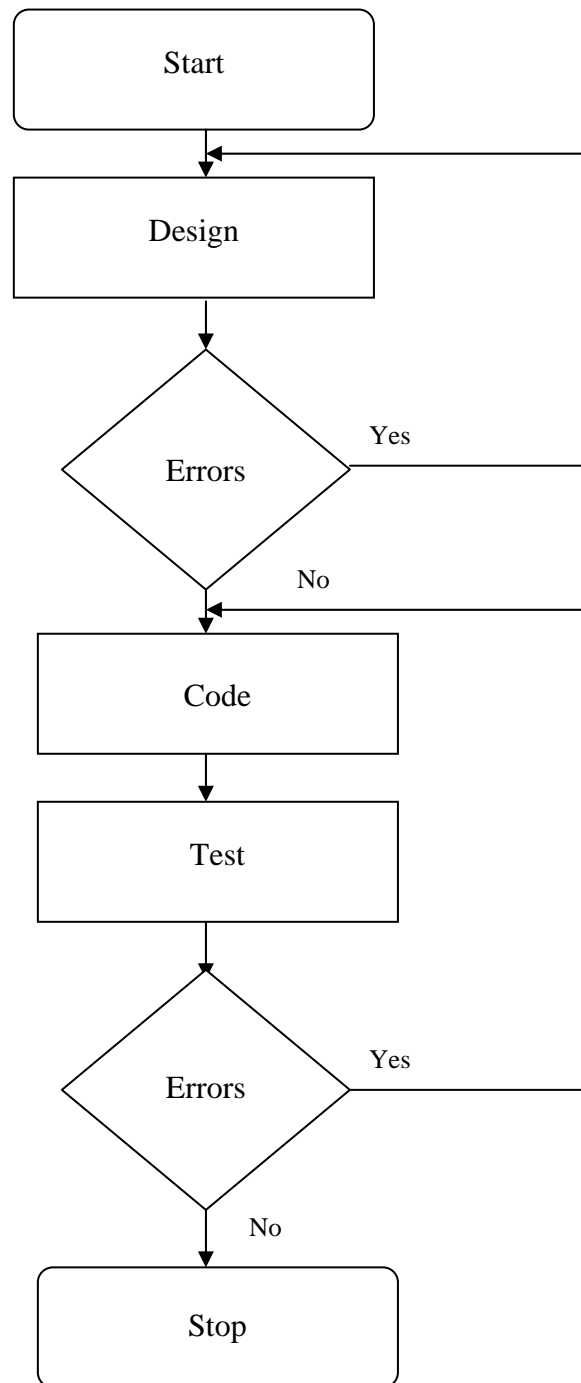 Start
Design
Yes
Errors
No
Code
Test
Yes
Errors
No
Stop